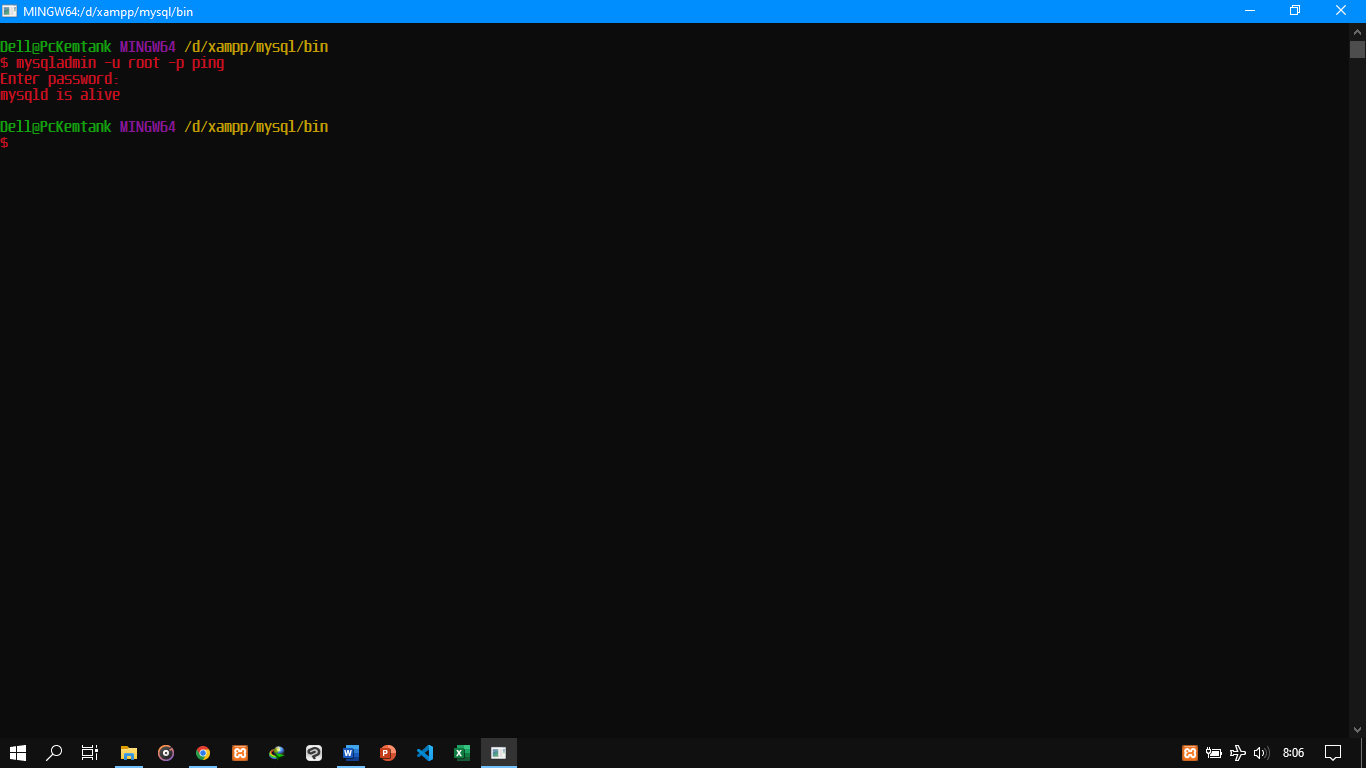 MINGW64:/d/xampp/mysql/bin
Dell@PcKemtank MINGW64 /d/xampp/mysql/bin
$ mysqladmin -u root -p ping
Enter password:
mysqld is alive
Dell@PcKemtank MINGW64 /d/xampp/mysql/bin
$
8:06